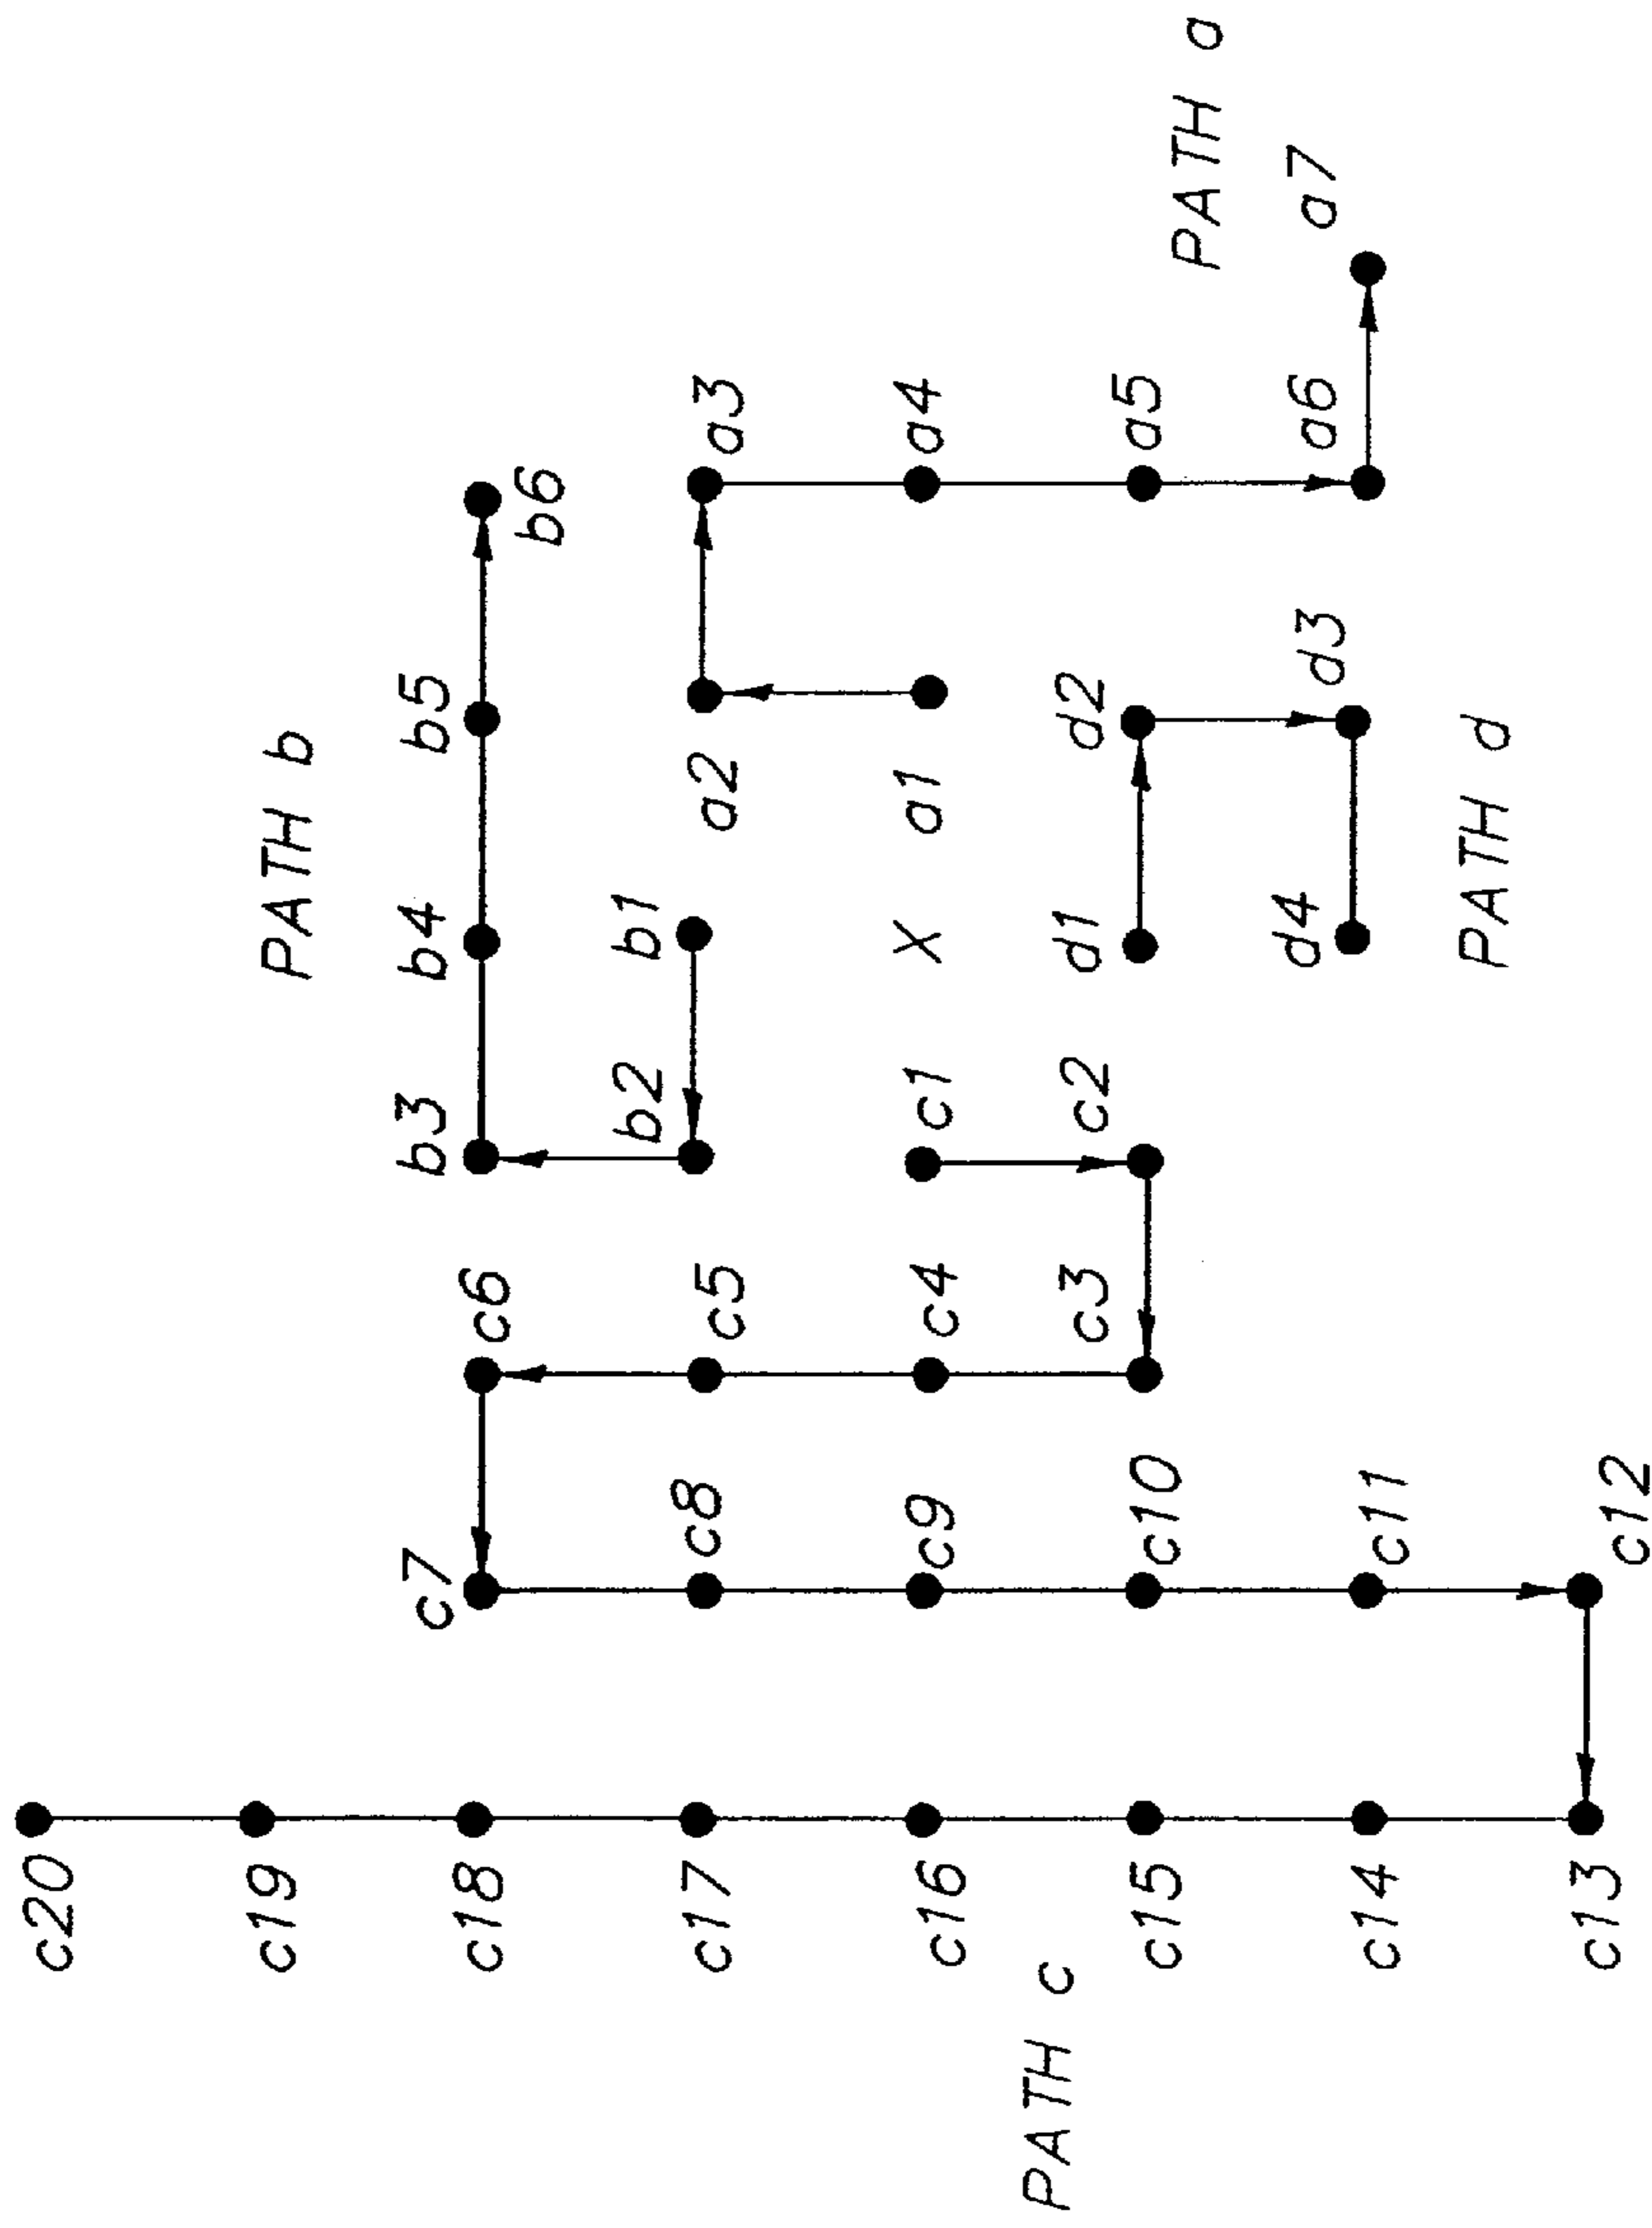 PATH b
b3
b4
b5
b6
b2
b1
a2
a3
X
a1
a4
a5
a6
a7
PATH a
d1
d2
d4
d3
PATH d
c1
c2
c3
c4
c5
c6
c7
c8
c9
c10
c11
c12
c13
c14
c15
c16
c17
c18
c19
c20
PATH c